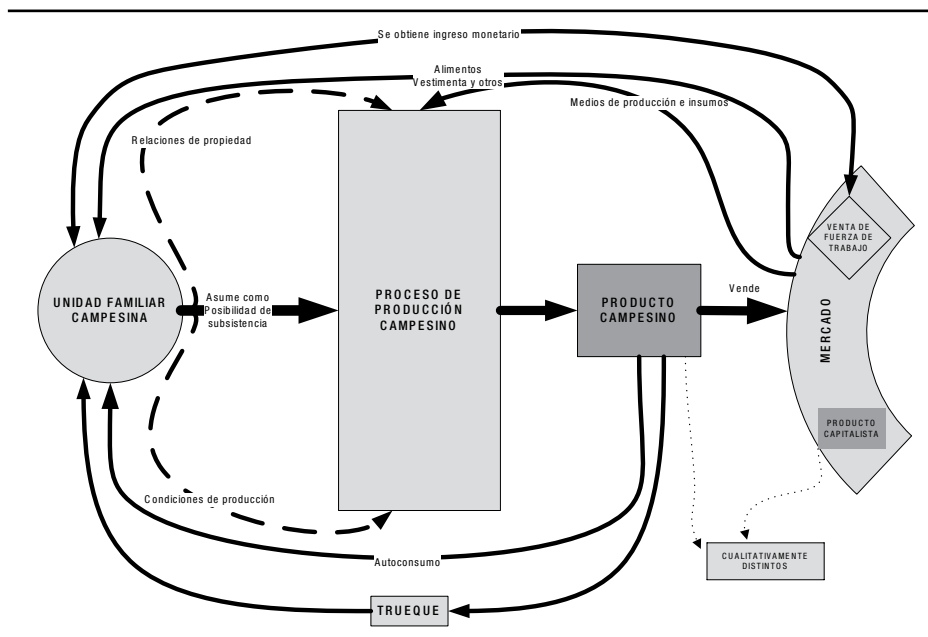 Se obtiene ingreso monetario
Alimentos
Vestimenta y otros
Medios de producción e insumos
Relaciones de propiedad
VENTA DE
FUERZA DE
TRABAJO
UNIDAD FAMILIAR
CAMPESINA
Asume como
Posibilidad de
subsistencia
PROCESO DE
PRODUCCIÓN
CAMPESINO
PRODUCTO
CAMPESINO
Vende
MERCADO
PRODUCTO
CAPITALISTA
Condiciones de producción
Autoconsumo
CUALITATIVAMENTE
DISTINTOS
TRUEQUE